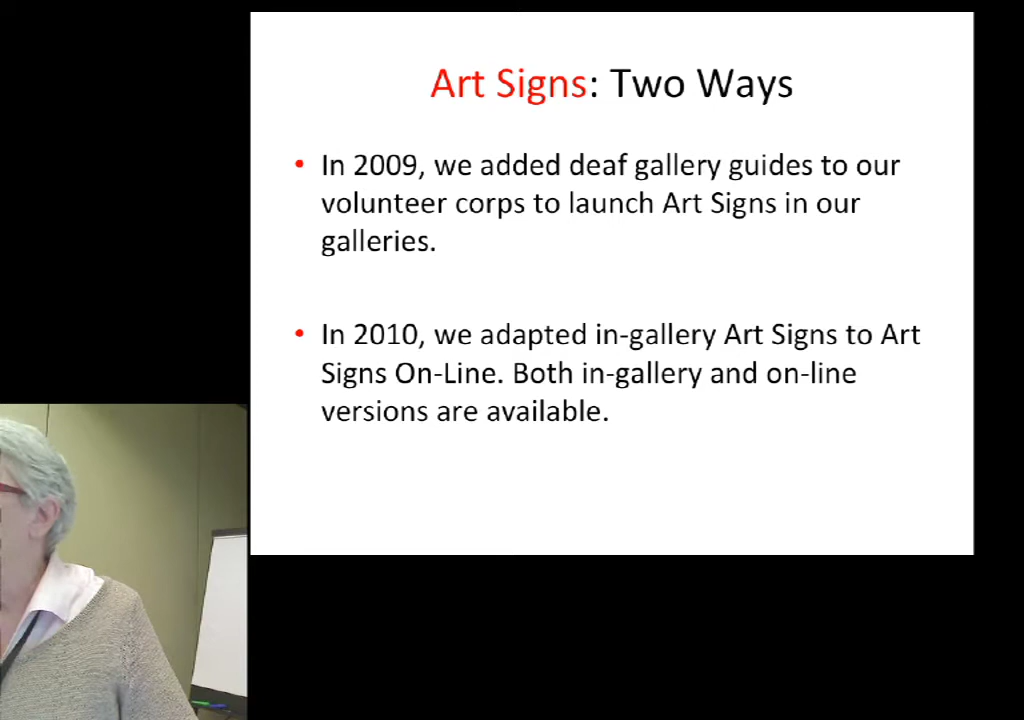 Art Signs: Two Ways
• In 2009, we added deaf gallery guides to our
volunteer corps to launch Art Signs in our
galleries.
• In 2010, we adapted in-gallery Art Signs to Art
Signs On-Line. Both in-gallery and on-line
versions are available.